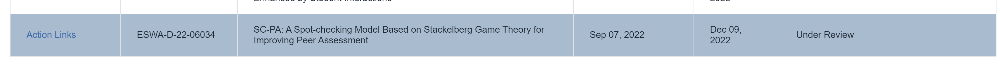 Enhanced by Student Interactions
2022
Action Links
ESWA-D-22-06034
SC-PA: A Spot-checking Model Based on Stackelberg Game Theory for
Improving Peer Assessment
Sep 07, 2022
Dec 09,
2022
Under Review